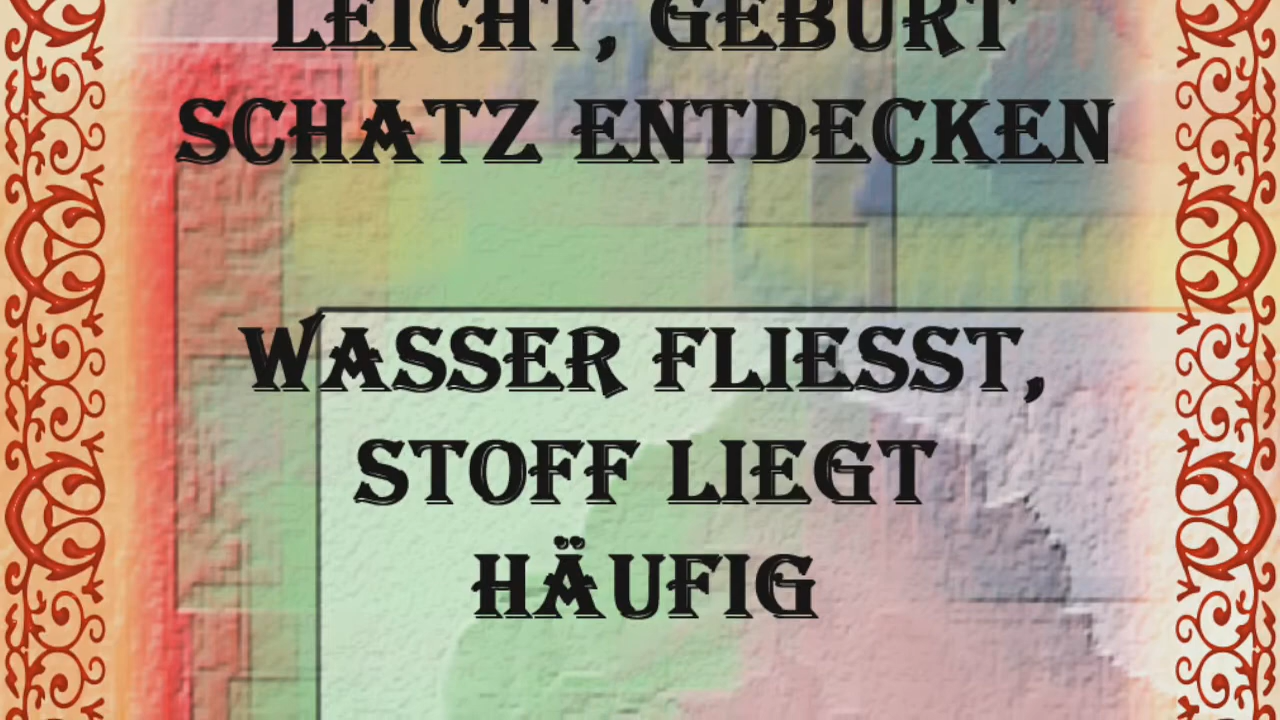 LEICHT, GEBURT
SCHATZ ENTDECKEN
WASSER FLIESST,
STOFF LIEGT
HÄUFIG